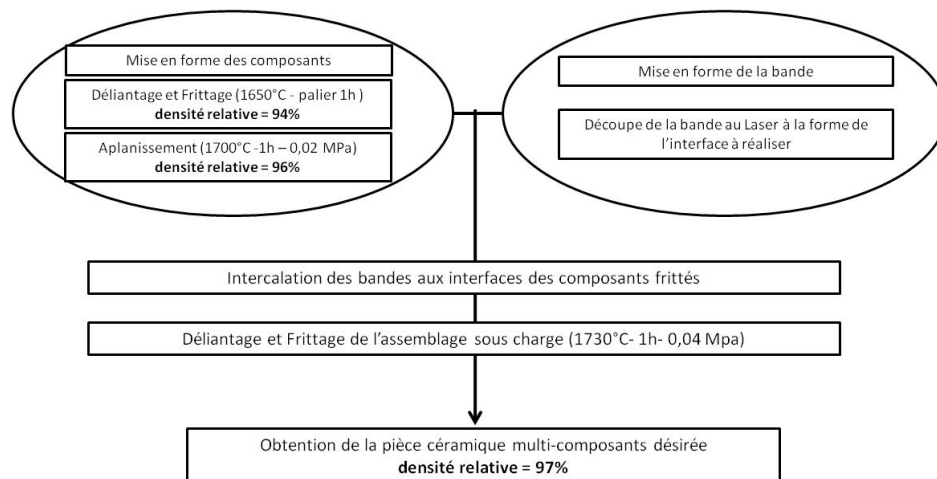 Mise en forme des composants
Déliantage et Frittage (1650°C - palier 1h )
densité relative = 94%
Aplanissement (1700°C -1h – 0,02 MPa)
densité relative = 96%
Mise en forme de la bande
Découpe de la bande au Laser à la forme de
l’interface à réaliser
Intercalation des bandes aux interfaces des composants frittés
Déliantage et Frittage de l’assemblage sous charge (1730°C- 1h- 0,04 Mpa)
Obtention de la pièce céramique multi-composants désirée
densité relative = 97%